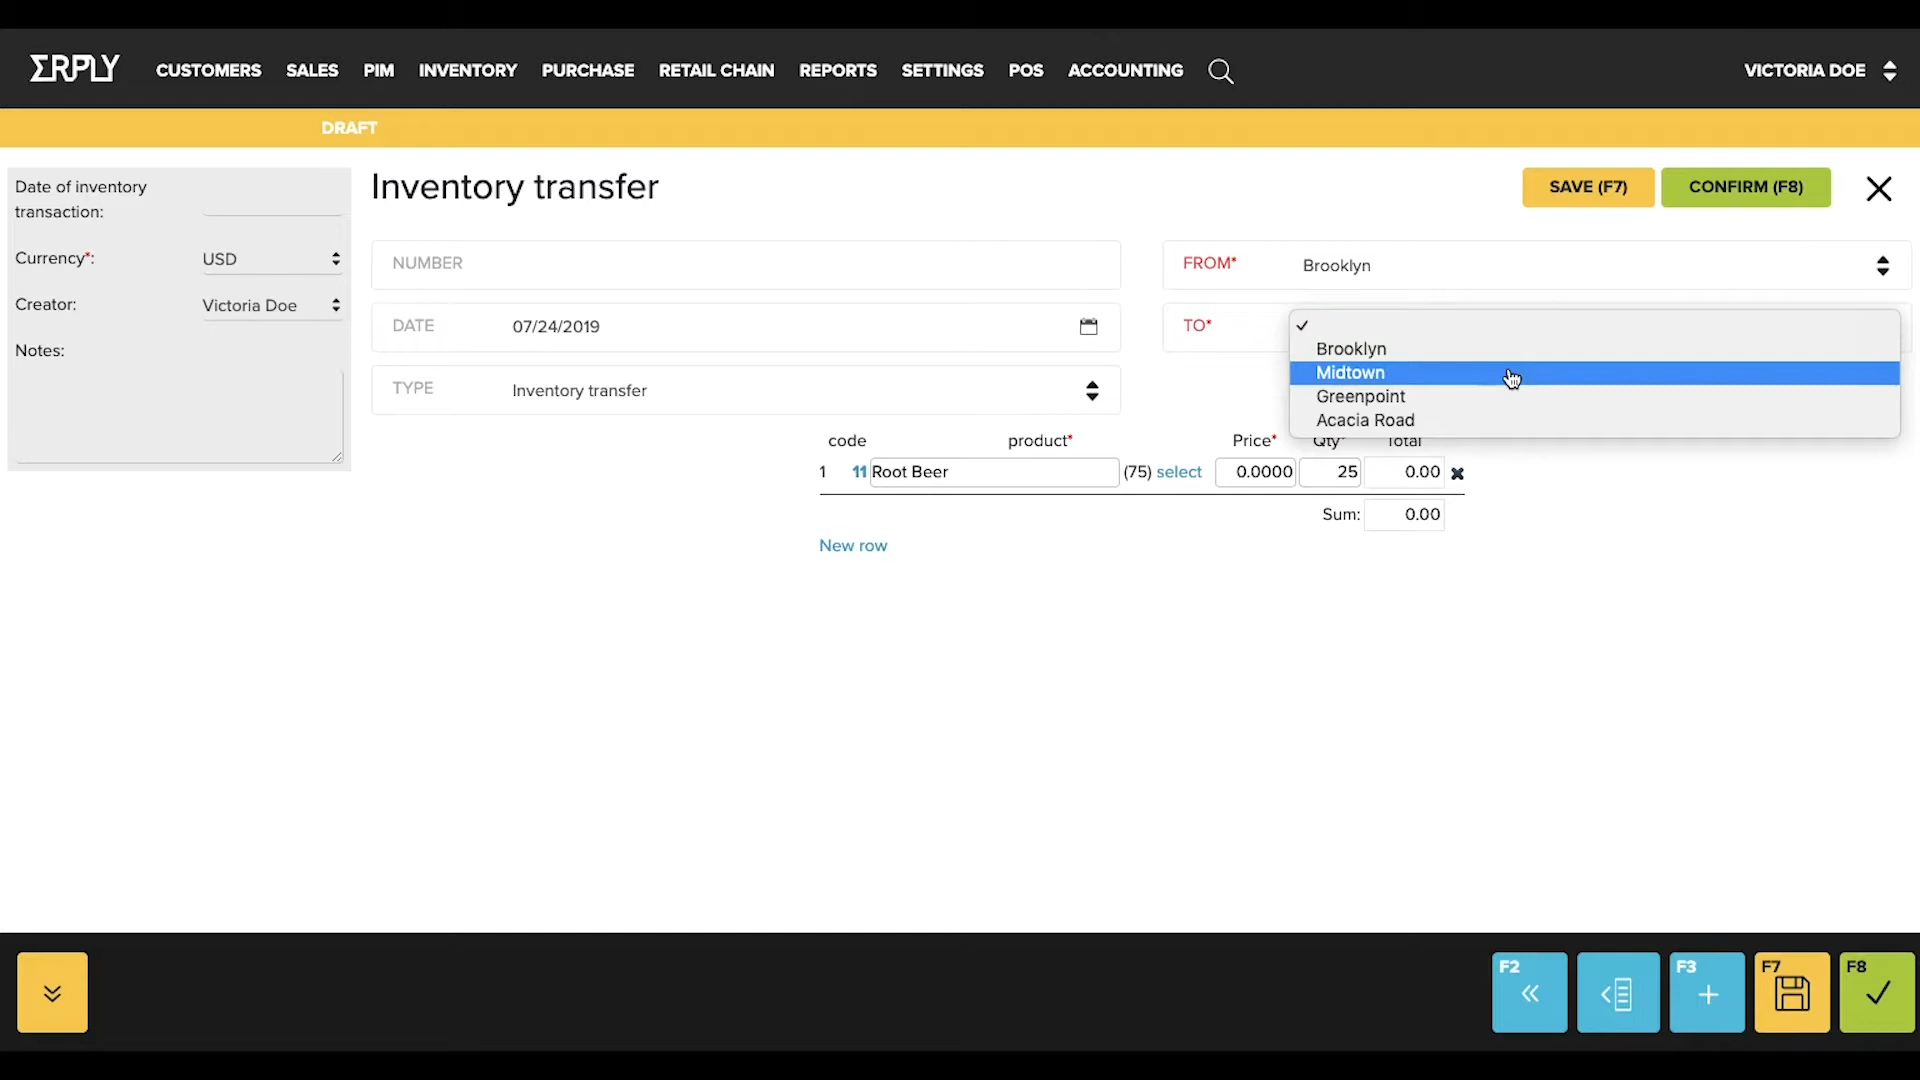 ERPLY CUSTOMERS SALES PIM INVENTORY PURCHASE RETAIL CHAIN REPORTS SETTINGS POS ACCOUNTING VICTORIA DOE
DRAFT
Date of inventory
transaction:
Currency*: USD
Creator: Victoria Doe
Notes:
Inventory transfer
SAVE (F7) CONFIRM (F8)
NUMBER
DATE 07/24/2019
TYPE Inventory transfer
FROM* Brooklyn
TO*
Brooklyn
Midtown
Greenpoint
Acacia Road
code product* Price* Qty* Total
1 11 Root Beer (75) select 0.0000 25 0.00
Sum: 0.00
New row
F2 F3 F7 F8